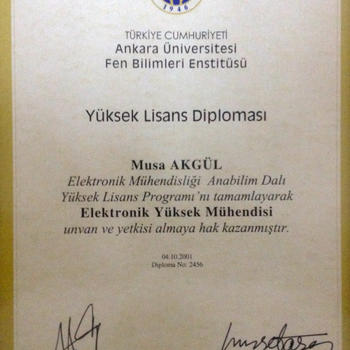 1946
TÜRKİYE CUMHURİYETİ
Ankara Üniversitesi
Fen Bilimleri Enstitüsü
Yüksek Lisans Diploması
Musa AKGÜL
Elektronik Mühendisliği Anabilim Dalı
Yüksek Lisans Programı'nı tamamlayarak
Elektronik Yüksek Mühendisi
unvan ve yetkisi almaya hak kazanmıştır.
04.10.2001
Diploma No: 2456